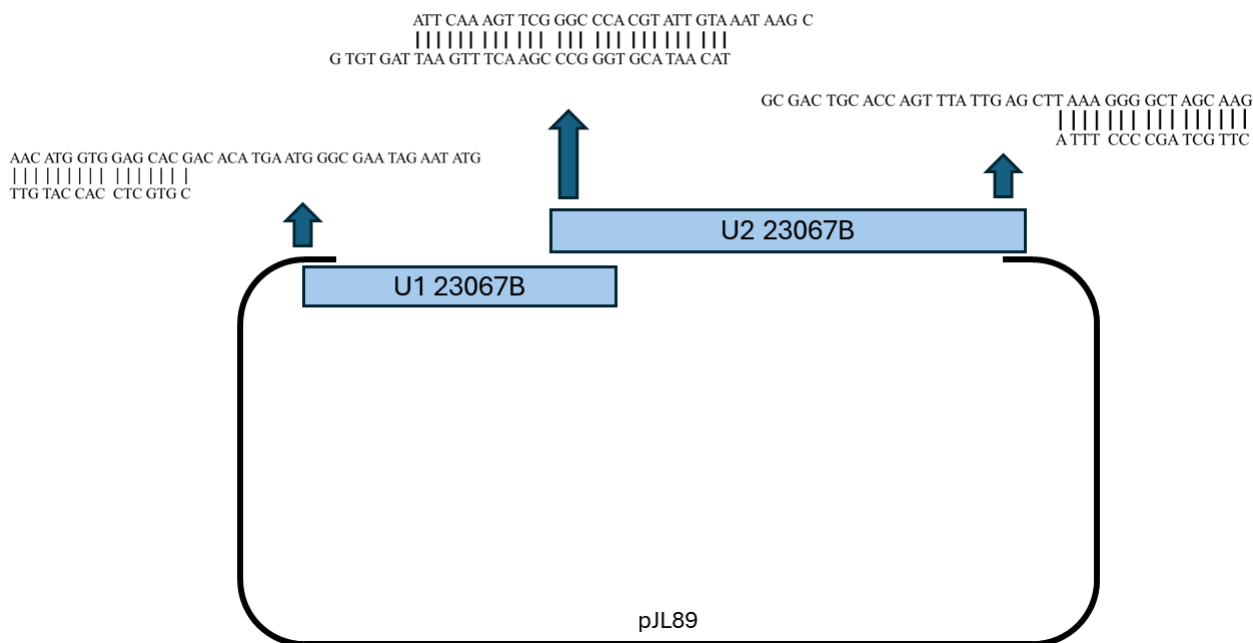 ATT CAA AGT TCG GGC CCA CGT ATT GTA AAT AAG C
G TGT GAT TAA GTT TCA AGC CCG GGT GCA TAA CAT
GC GAC TGC ACC AGT TTA TTG AG CTT AAA GGG GCT AGC AAG
A TTT CCC CGA TCG TTC
AAC ATG GTG GAG CAC GAC ACA TGA ATG GGC GAA TAG AAT ATG
TTG TAC CAC CTC GTG C
U2 23067B
U1 23067B
pJL89